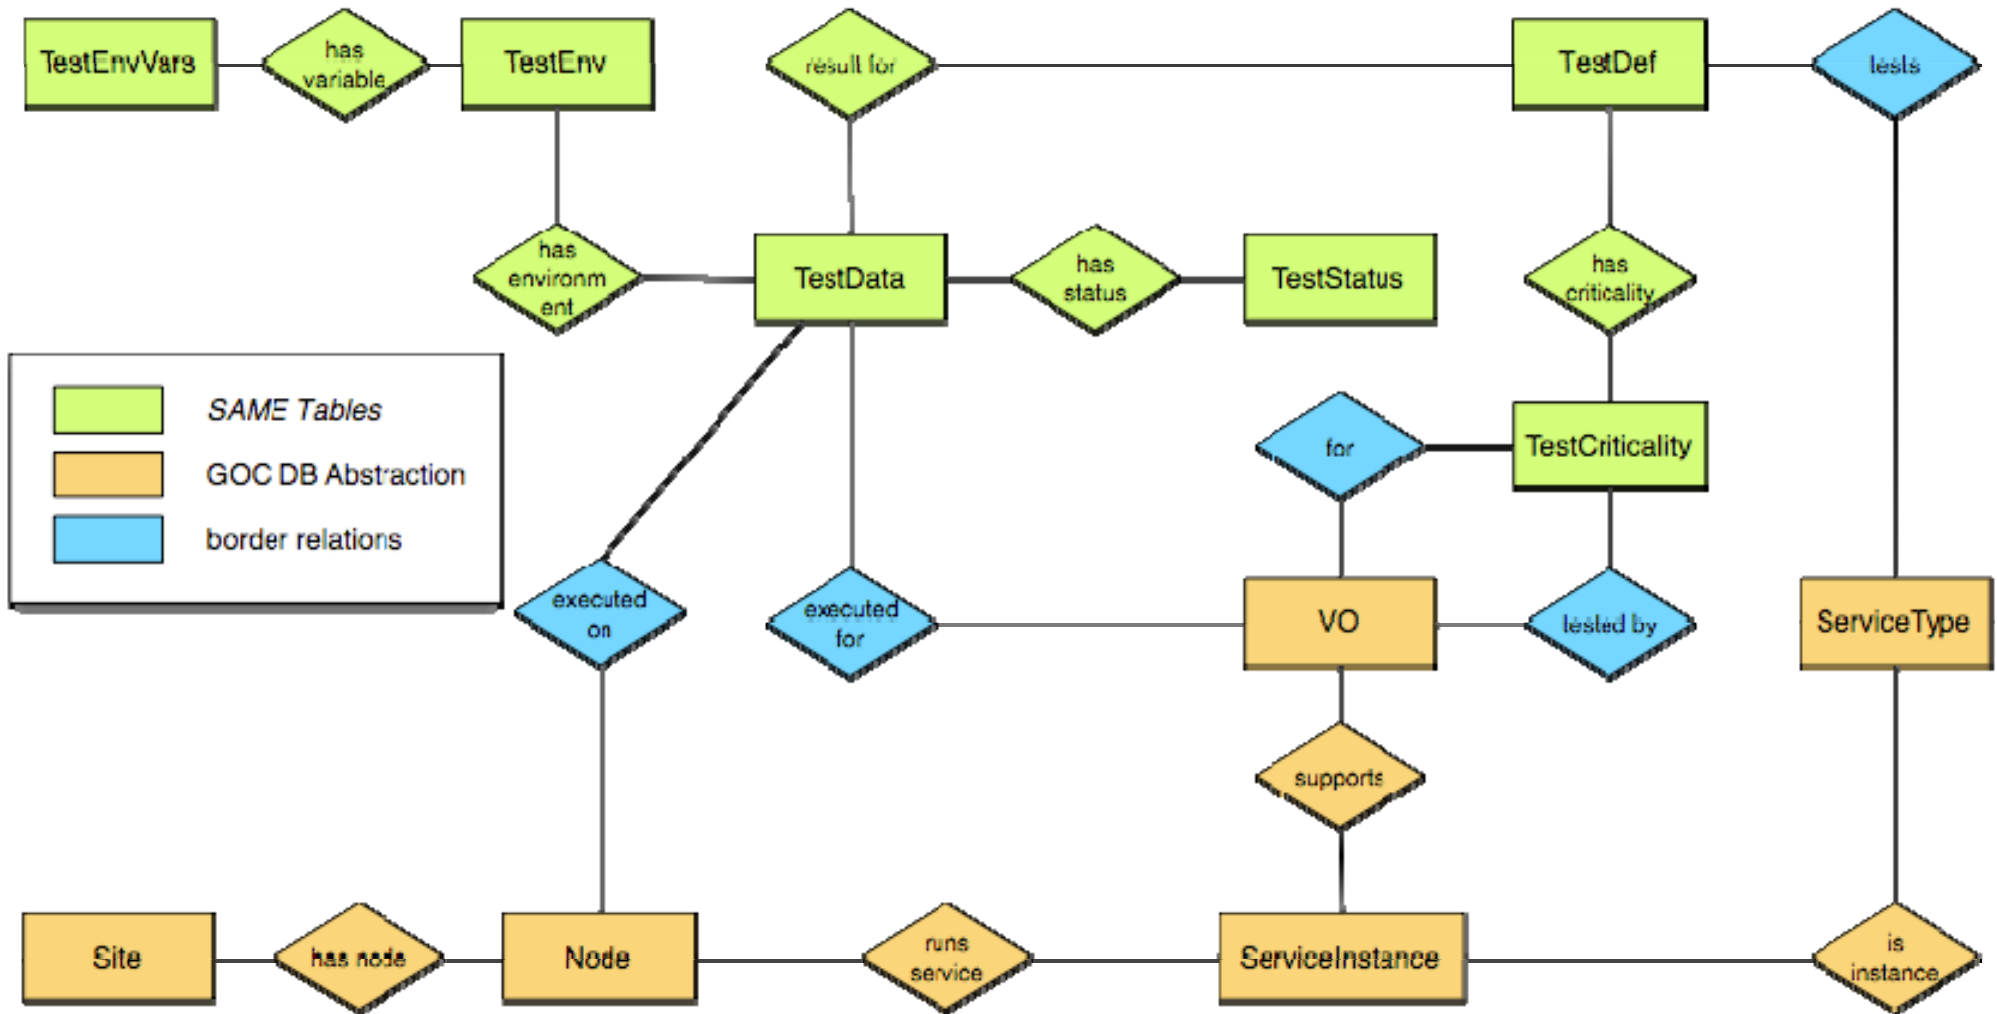 TestEnvVars
has
variable
TestEnv
result for
TestDef
tests
has
environm
ent
TestData
has
status
TestStatus
has
criticality
SAME Tables
GOC DB Abstraction
border relations
for
TestCriticality
executed
on
executed
for
VO
tested by
ServiceType
supports
Site
has node
Node
runs
service
ServiceInstance
is
instance